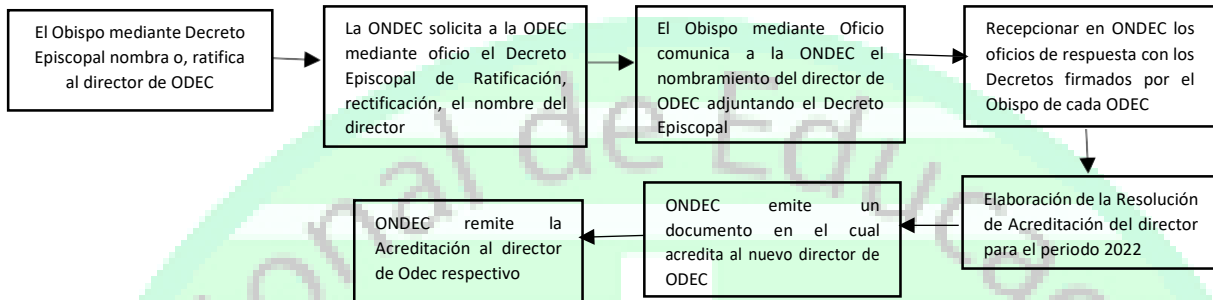 El Obispo mediante Decreto
Episcopal nombra o, ratifica
al director de ODEC
La ONDEC solicita a la ODEC
mediante oficio el Decreto
Episcopal de Ratificación,
rectificación, el nombre del
director
El Obispo mediante Oficio
comunica a la ONDEC el
nombramiento del director de
ODEC adjuntando el Decreto
Episcopal
Recepcionar en ONDEC los
oficios de respuesta con los
Decretos firmados por el
Obispo de cada ODEC
Elaboración de la Resolución
de Acreditación del director
para el periodo 2022
ONDEC emite un
documento en el cual
acredita al nuevo director de
ODEC
ONDEC remite la
Acreditación al director
de Odec respectivo
onal de Educac